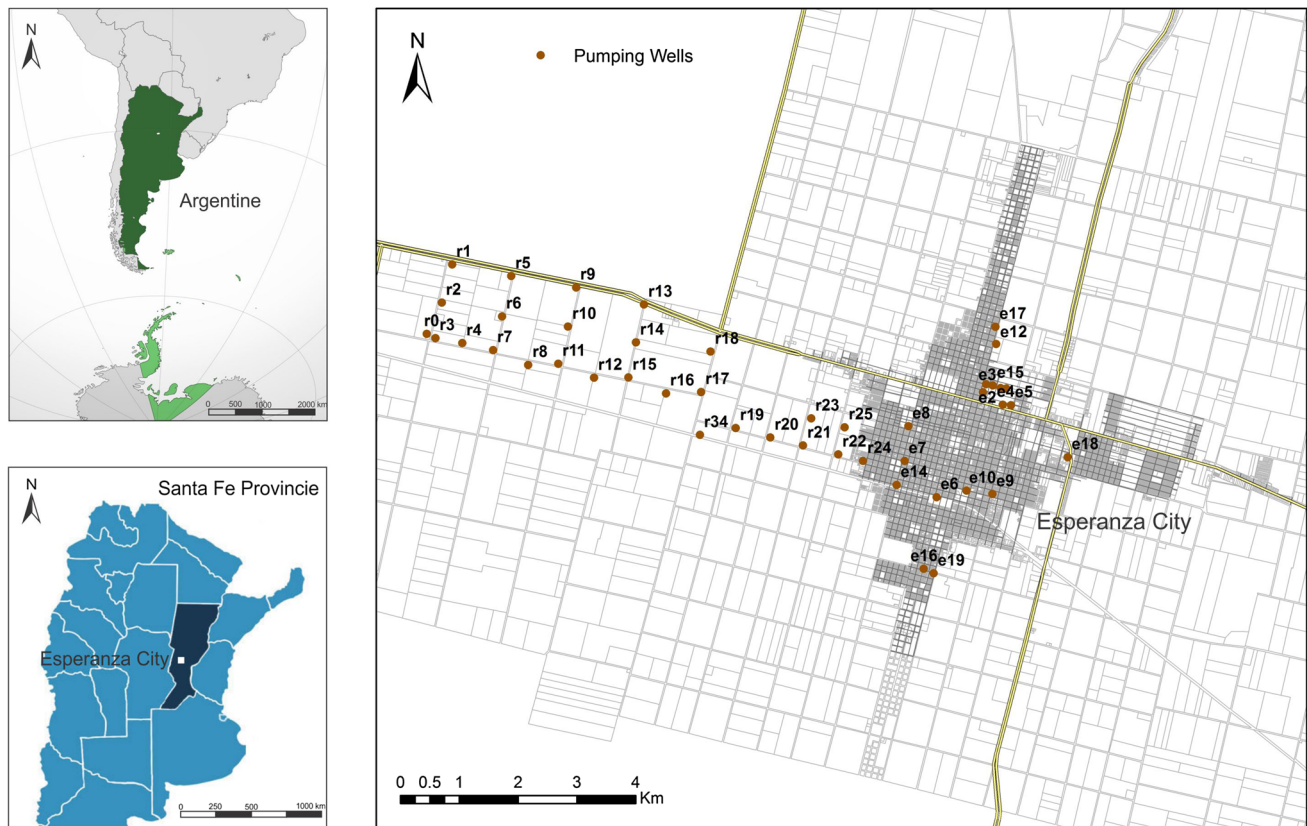 N
Argentine
0 500 1000 2000 km
N
Santa Fe Provincie
Esperanza City
0 250 500 1000 km
N
Pumping Wells
r1
r5
r9
r13
r2
r6
r10
r14
r18
r0
r3
r4
r7
r8
r11
r12
r15
r16
r17
r34
r19
r20
r23
r21
r25
r22
r24
e17
e12
e3
e15
e2
e4
e5
e8
e7
e18
e14
e6
e10
e9
Esperanza City
e16
e19
0 0.5 1 2 3 4
Km